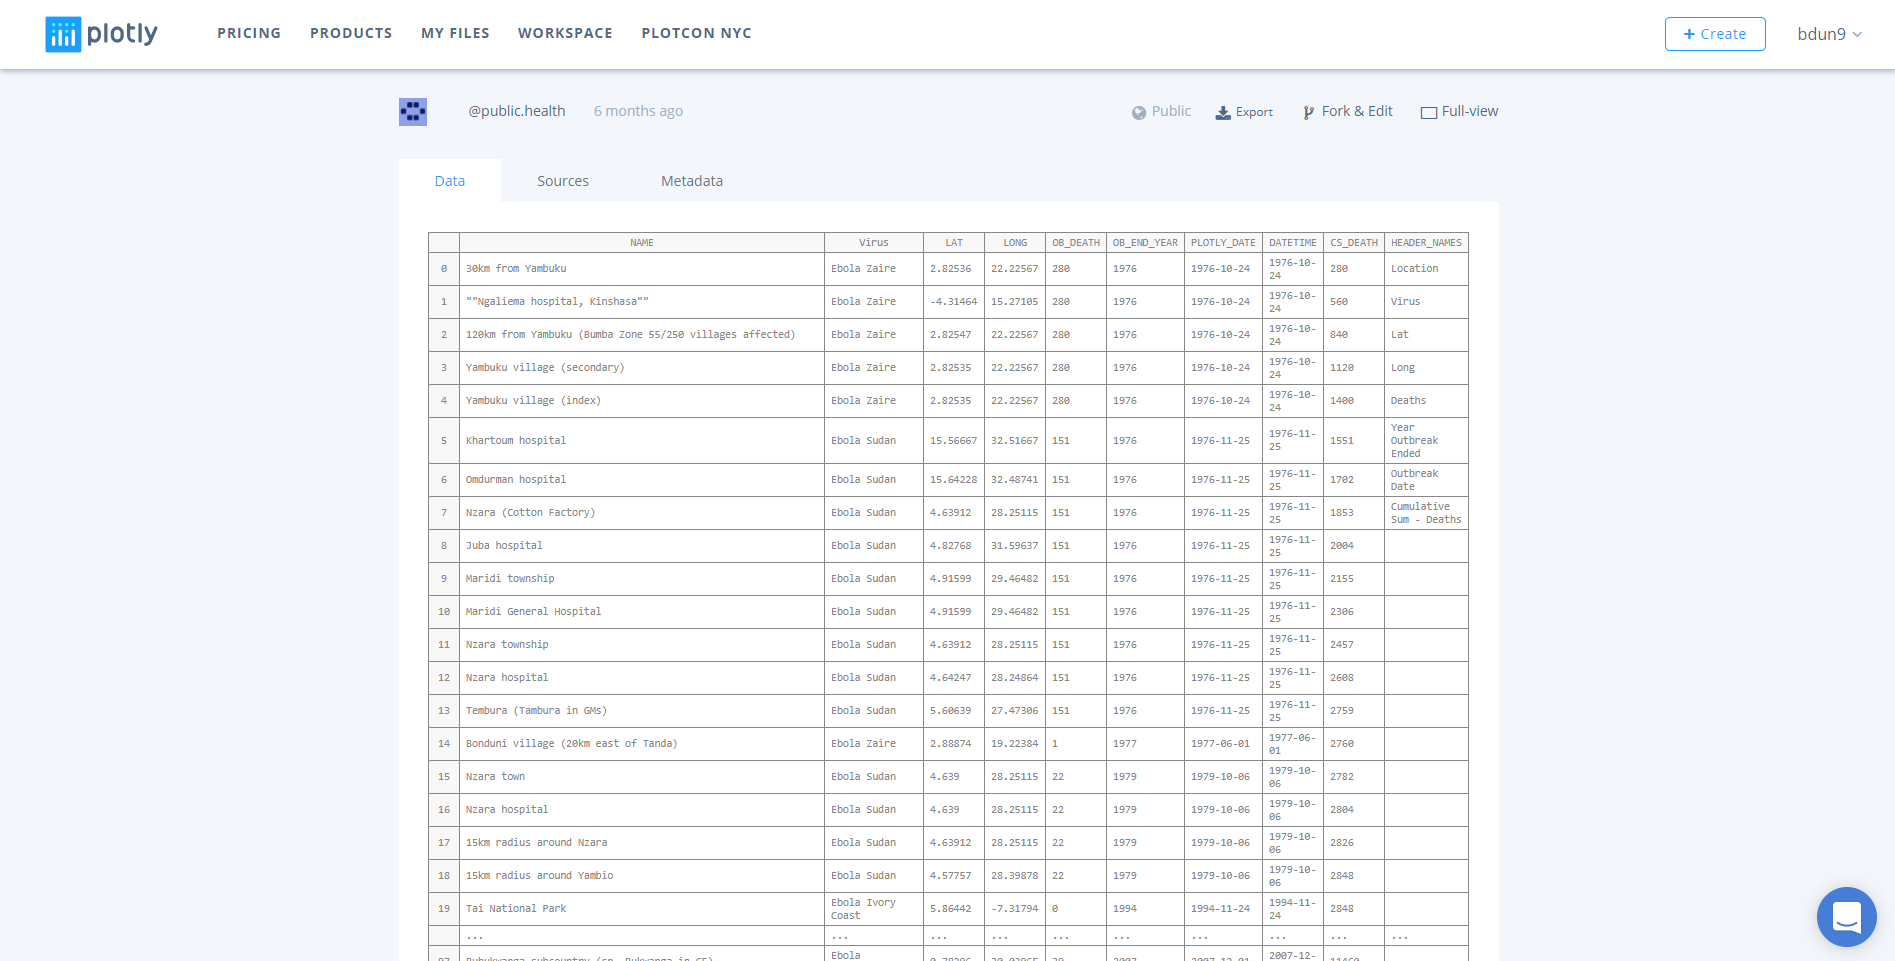 plotly PRICING PRODUCTS MY FILES WORKSPACE PLOTCON NYC + Create bdun9
@public.health 6 months ago Public Export Fork & Edit Full-view
Data Sources Metadata
NAME Virus LAT LONG OB_DEATH OB_END_YEAR PLOTLY_DATE DATETIME CS_DEATH HEADER_NAMES
0 30km from Yambuku Ebola Zaire 2.82536 22.22567 280 1976 1976-10-24 1976-10-24 280 Location
1 ""Ngaliema hospital, Kinshasa"" Ebola Zaire -4.31464 15.27105 280 1976 1976-10-24 1976-10-24 560 Virus
2 120km from Yambuku (Bumba Zone 55/250 villages affected) Ebola Zaire 2.82547 22.22567 280 1976 1976-10-24 1976-10-24 840 Lat
3 Yambuku village (secondary) Ebola Zaire 2.82535 22.22567 280 1976 1976-10-24 1976-10-24 1120 Long
4 Yambuku village (index) Ebola Zaire 2.82535 22.22567 280 1976 1976-10-24 1976-10-24 1400 Deaths
5 Khartoum hospital Ebola Sudan 15.56667 32.51667 151 1976 1976-11-25 1976-11-25 1551 Year Outbreak Ended
6 Omdurman hospital Ebola Sudan 15.64228 32.48741 151 1976 1976-11-25 1976-11-25 1702 Outbreak Date
7 Nzara (Cotton Factory) Ebola Sudan 4.63912 28.25115 151 1976 1976-11-25 1976-11-25 1853 Cumulative Sum - Deaths
8 Juba hospital Ebola Sudan 4.82768 31.59637 151 1976 1976-11-25 1976-11-25 2004
9 Maridi township Ebola Sudan 4.91599 29.46482 151 1976 1976-11-25 1976-11-25 2155
10 Maridi General Hospital Ebola Sudan 4.91599 29.46482 151 1976 1976-11-25 1976-11-25 2306
11 Nzara township Ebola Sudan 4.63912 28.25115 151 1976 1976-11-25 1976-11-25 2457
12 Nzara hospital Ebola Sudan 4.64247 28.24864 151 1976 1976-11-25 1976-11-25 2608
13 Tembura (Tambura in GMs) Ebola Sudan 5.60639 27.47306 151 1976 1976-11-25 1976-11-25 2759
14 Bonduni village (20km east of Tanda) Ebola Zaire 2.88874 19.22384 1 1977 1977-06-01 1977-06-01 2760
15 Nzara town Ebola Sudan 4.639 28.25115 22 1979 1979-10-06 1979-10-06 2782
16 Nzara hospital Ebola Sudan 4.639 28.25115 22 1979 1979-10-06 1979-10-06 2804
17 15km radius around Nzara Ebola Sudan 4.63912 28.25115 22 1979 1979-10-06 1979-10-06 2826
18 15km radius around Yambio Ebola Sudan 4.57757 28.39878 22 1979 1979-10-06 1979-10-06 2848
19 Tai National Park Ebola Ivory Coast 5.86442 -7.31794 0 1994 1994-11-24 1994-11-24 2848
... ... ... ... ... ... ... ... ... ...
Ebola 2007-12-